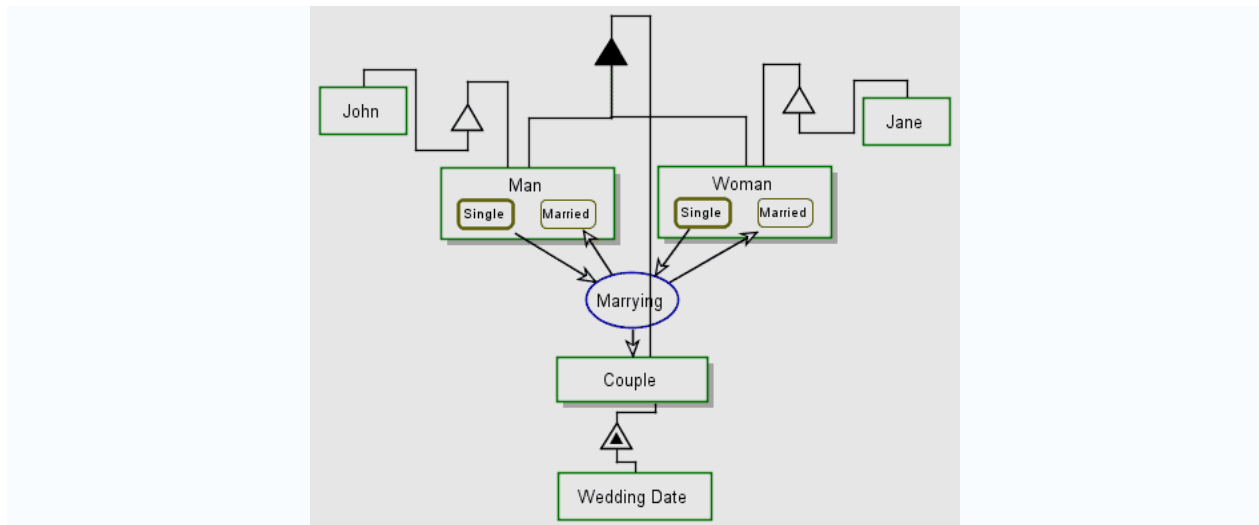 John
Jane
Man
Single
Married
Woman
Single
Married
Marrying
Couple
Wedding Date